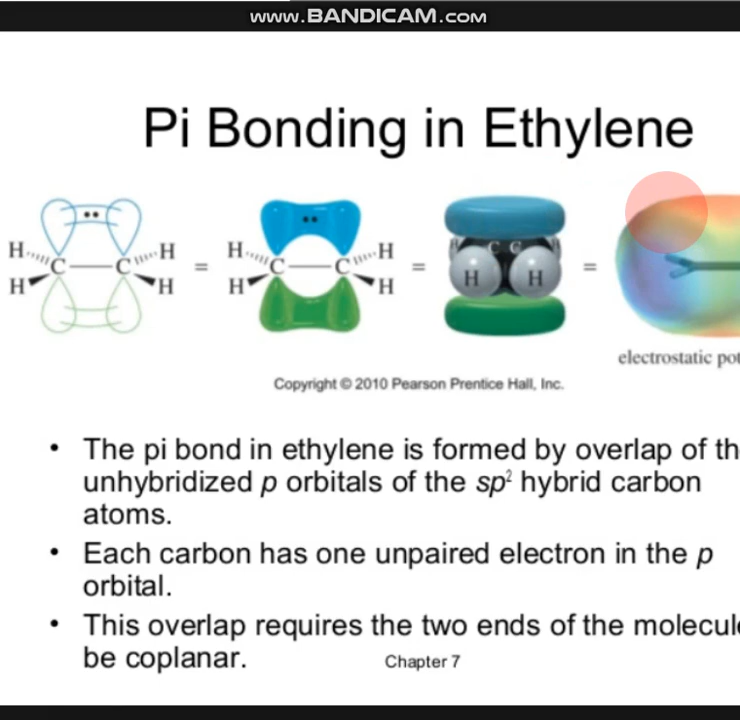 www.BANDICAM.com
Pi Bonding in Ethylene
H H H H
C C = C C = H C C H =
H H H H H H
electrostatic pot
Copyright © 2010 Pearson Prentice Hall, Inc.
• The pi bond in ethylene is formed by overlap of th
unhybridized p orbitals of the sp² hybrid carbon
atoms.
• Each carbon has one unpaired electron in the p
orbital.
• This overlap requires the two ends of the molecul
be coplanar.
Chapter 7